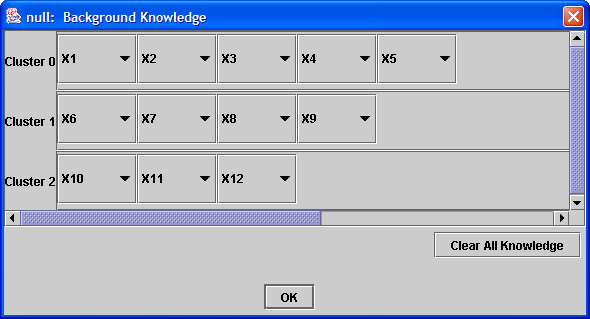 null: Background Knowledge
Cluster 0 X1 X2 X3 X4 X5
Cluster 1 X6 X7 X8 X9
Cluster 2 X10 X11 X12
Clear All Knowledge
OK